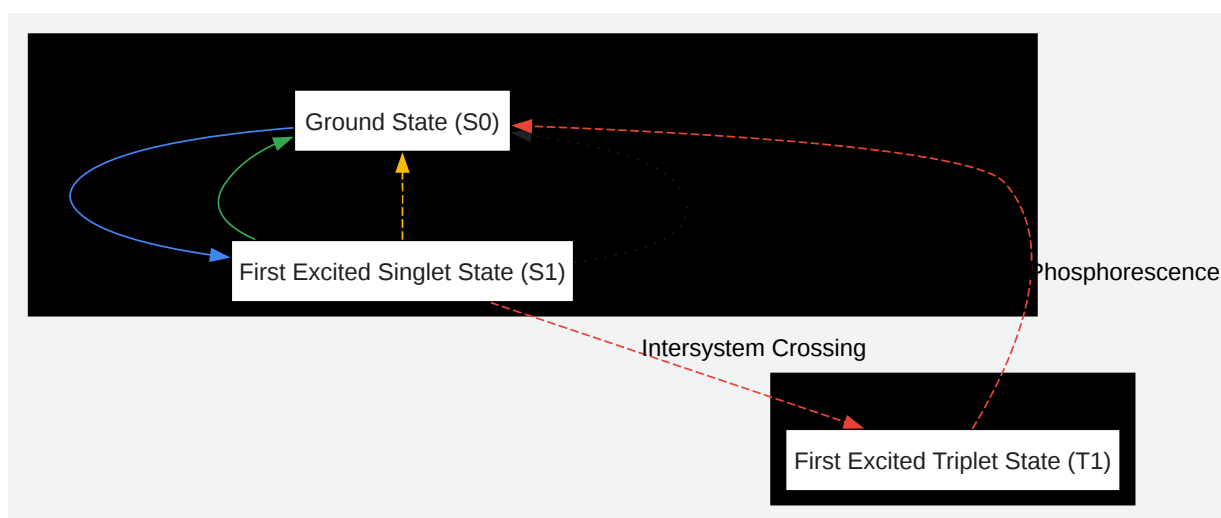 Ground State (S0)
First Excited Singlet State (S1)
Phosphorescence
Intersystem Crossing
First Excited Triplet State (T1)